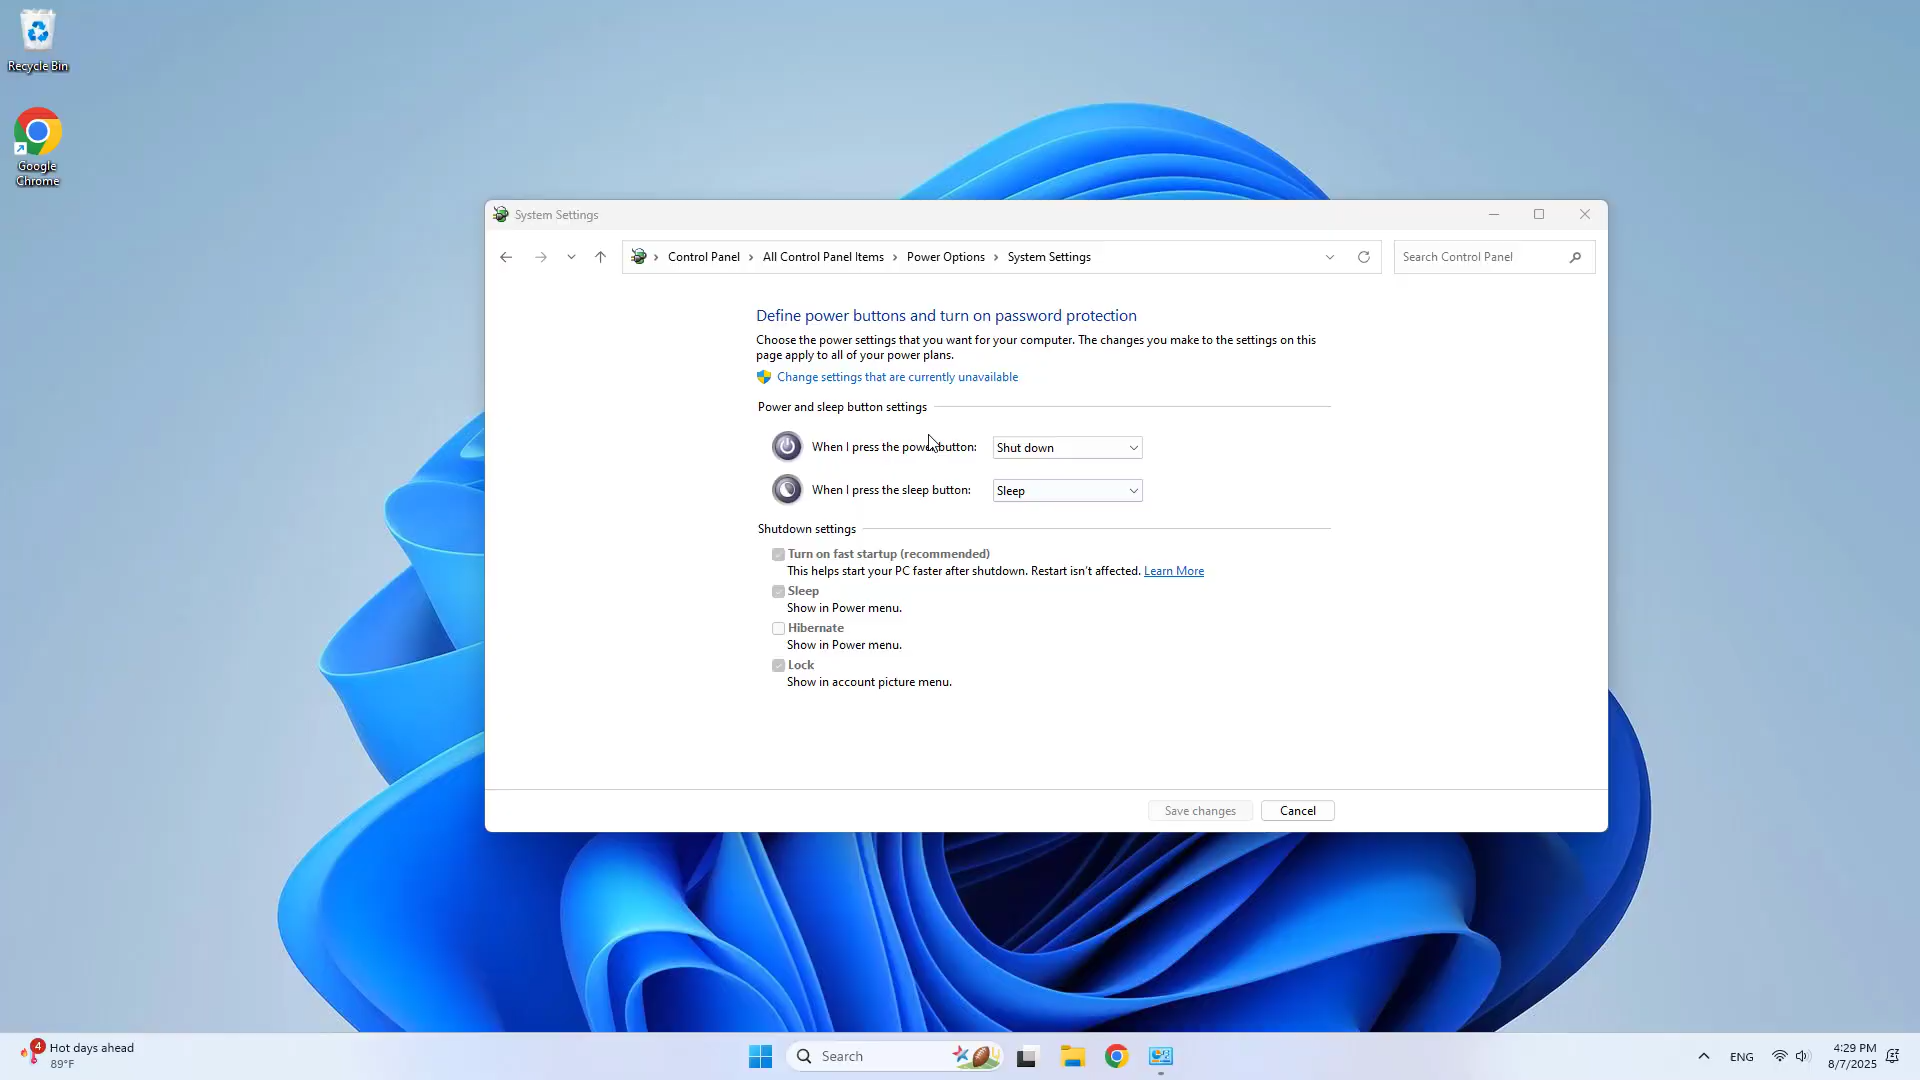 Recycle Bin
Google
Chrome
System Settings
Control Panel > All Control Panel Items > Power Options > System Settings
Search Control Panel
Define power buttons and turn on password protection
Choose the power settings that you want for your computer. The changes you make to the settings on this
page apply to all of your power plans.
Change settings that are currently unavailable
Power and sleep button settings
When I press the power button: Shut down
When I press the sleep button: Sleep
Shutdown settings
Turn on fast startup (recommended)
This helps start your PC faster after shutdown. Restart isn't affected. Learn More
Sleep
Show in Power menu.
Hibernate
Show in Power menu.
Lock
Show in account picture menu.
Save changes Cancel
4
Hot days ahead
89°F
Search
ENG
4:29 PM
8/7/2025